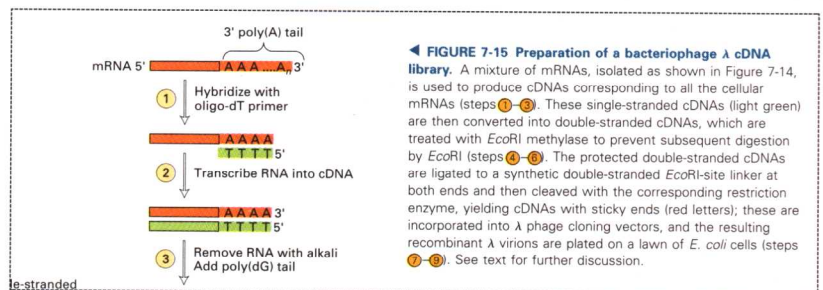 3' poly(A) tail
mRNA 5' A A A ....Aₙ 3'
1 Hybridize with
oligo-dT primer
A A A A
T T T T 5'
2 Transcribe RNA into cDNA
A A A A 3'
T T T T 5'
3 Remove RNA with alkali
Add poly(dG) tail
le-stranded
◀ FIGURE 7-15 Preparation of a bacteriophage λ cDNA
library. A mixture of mRNAs, isolated as shown in Figure 7-14,
is used to produce cDNAs corresponding to all the cellular
mRNAs (steps 1–3). These single-stranded cDNAs (light green)
are then converted into double-stranded cDNAs, which are
treated with EcoRI methylase to prevent subsequent digestion
by EcoRI (steps 4–6). The protected double-stranded cDNAs
are ligated to a synthetic double-stranded EcoRI-site linker at
both ends and then cleaved with the corresponding restriction
enzyme, yielding cDNAs with sticky ends (red letters); these are
incorporated into λ phage cloning vectors, and the resulting
recombinant λ virions are plated on a lawn of E. coli cells (steps
7–9). See text for further discussion.